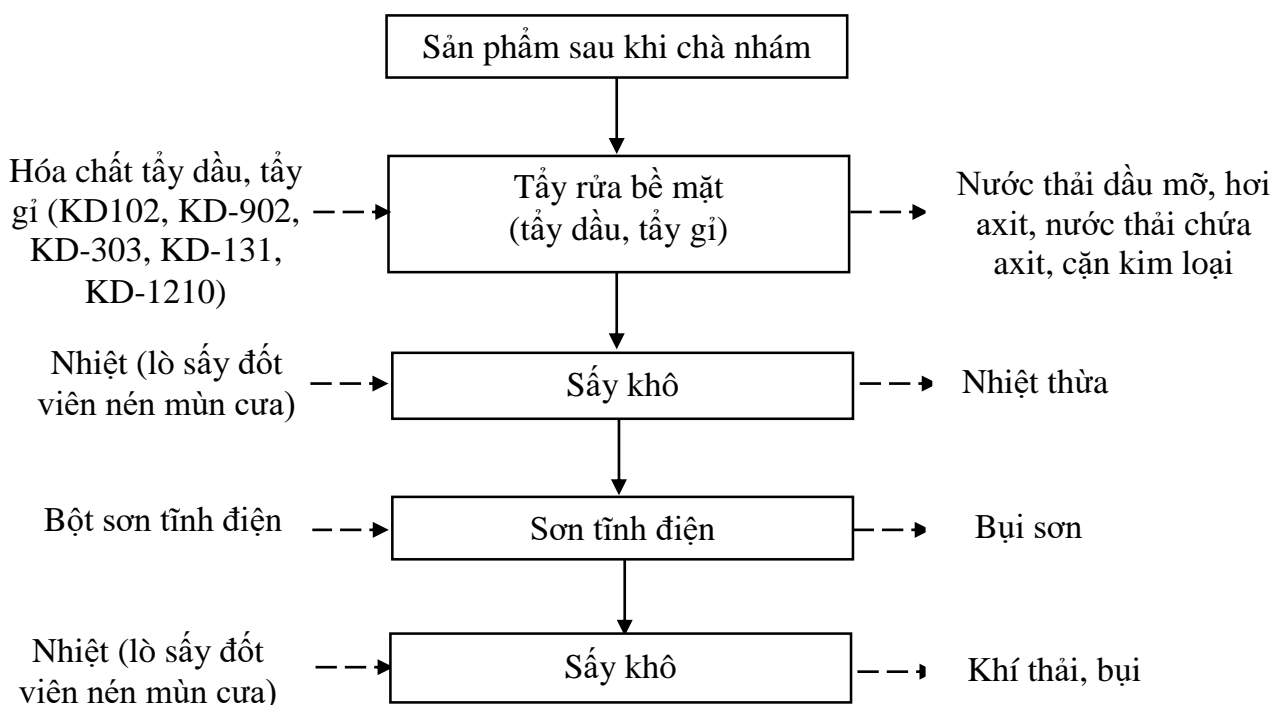 Sản phẩm sau khi chà nhám
Hóa chất tẩy dầu, tẩy
gỉ (KD102, KD-902,
KD-303, KD-131,
KD-1210)
Tẩy rửa bề mặt
(tẩy dầu, tẩy gỉ)
Nước thải dầu mỡ, hơi
axit, nước thải chứa
axit, cặn kim loại
Nhiệt (lò sấy đốt
viên nén mùn cưa)
Sấy khô
Nhiệt thừa
Bột sơn tĩnh điện
Sơn tĩnh điện
Bụi sơn
Nhiệt (lò sấy đốt
viên nén mùn cưa)
Sấy khô
Khí thải, bụi